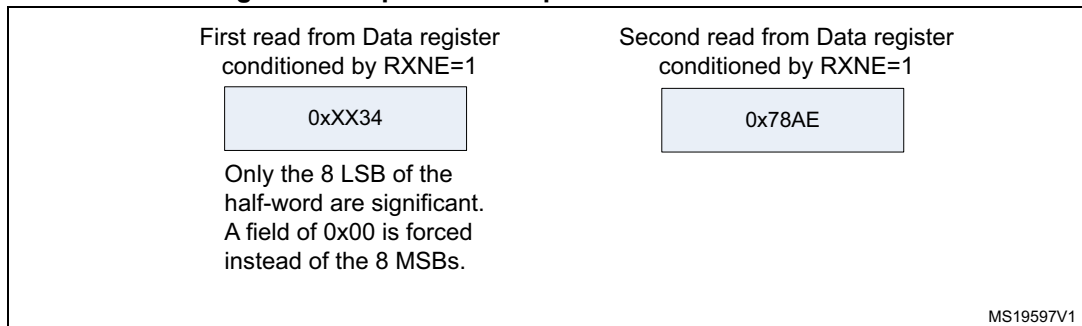 First read from Data register
conditioned by RXNE=1
0xXX34
Only the 8 LSB of the
half-word are significant.
A field of 0x00 is forced
instead of the 8 MSBs.
Second read from Data register
conditioned by RXNE=1
0x78AE
MS19597V1